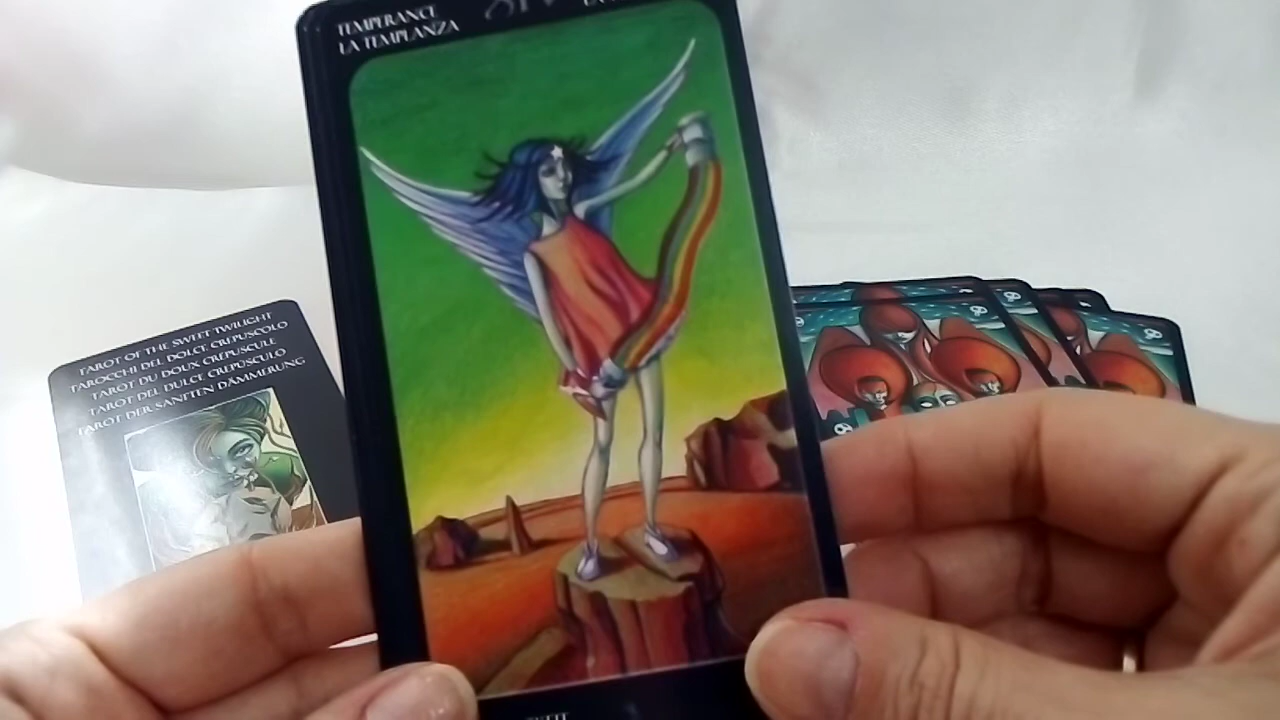 TEMPERANCE
LA TEMPLANZA
TAROT OF THE SWEET TWILIGHT
TAROCCHI DEL DOLCE CREPUSCOLO
TAROT DU DOUX CRÉPUSCULE
TAROT DEL DULCE CREPÚSCULO
TAROT DER SANFTEN DÄMMERUNG